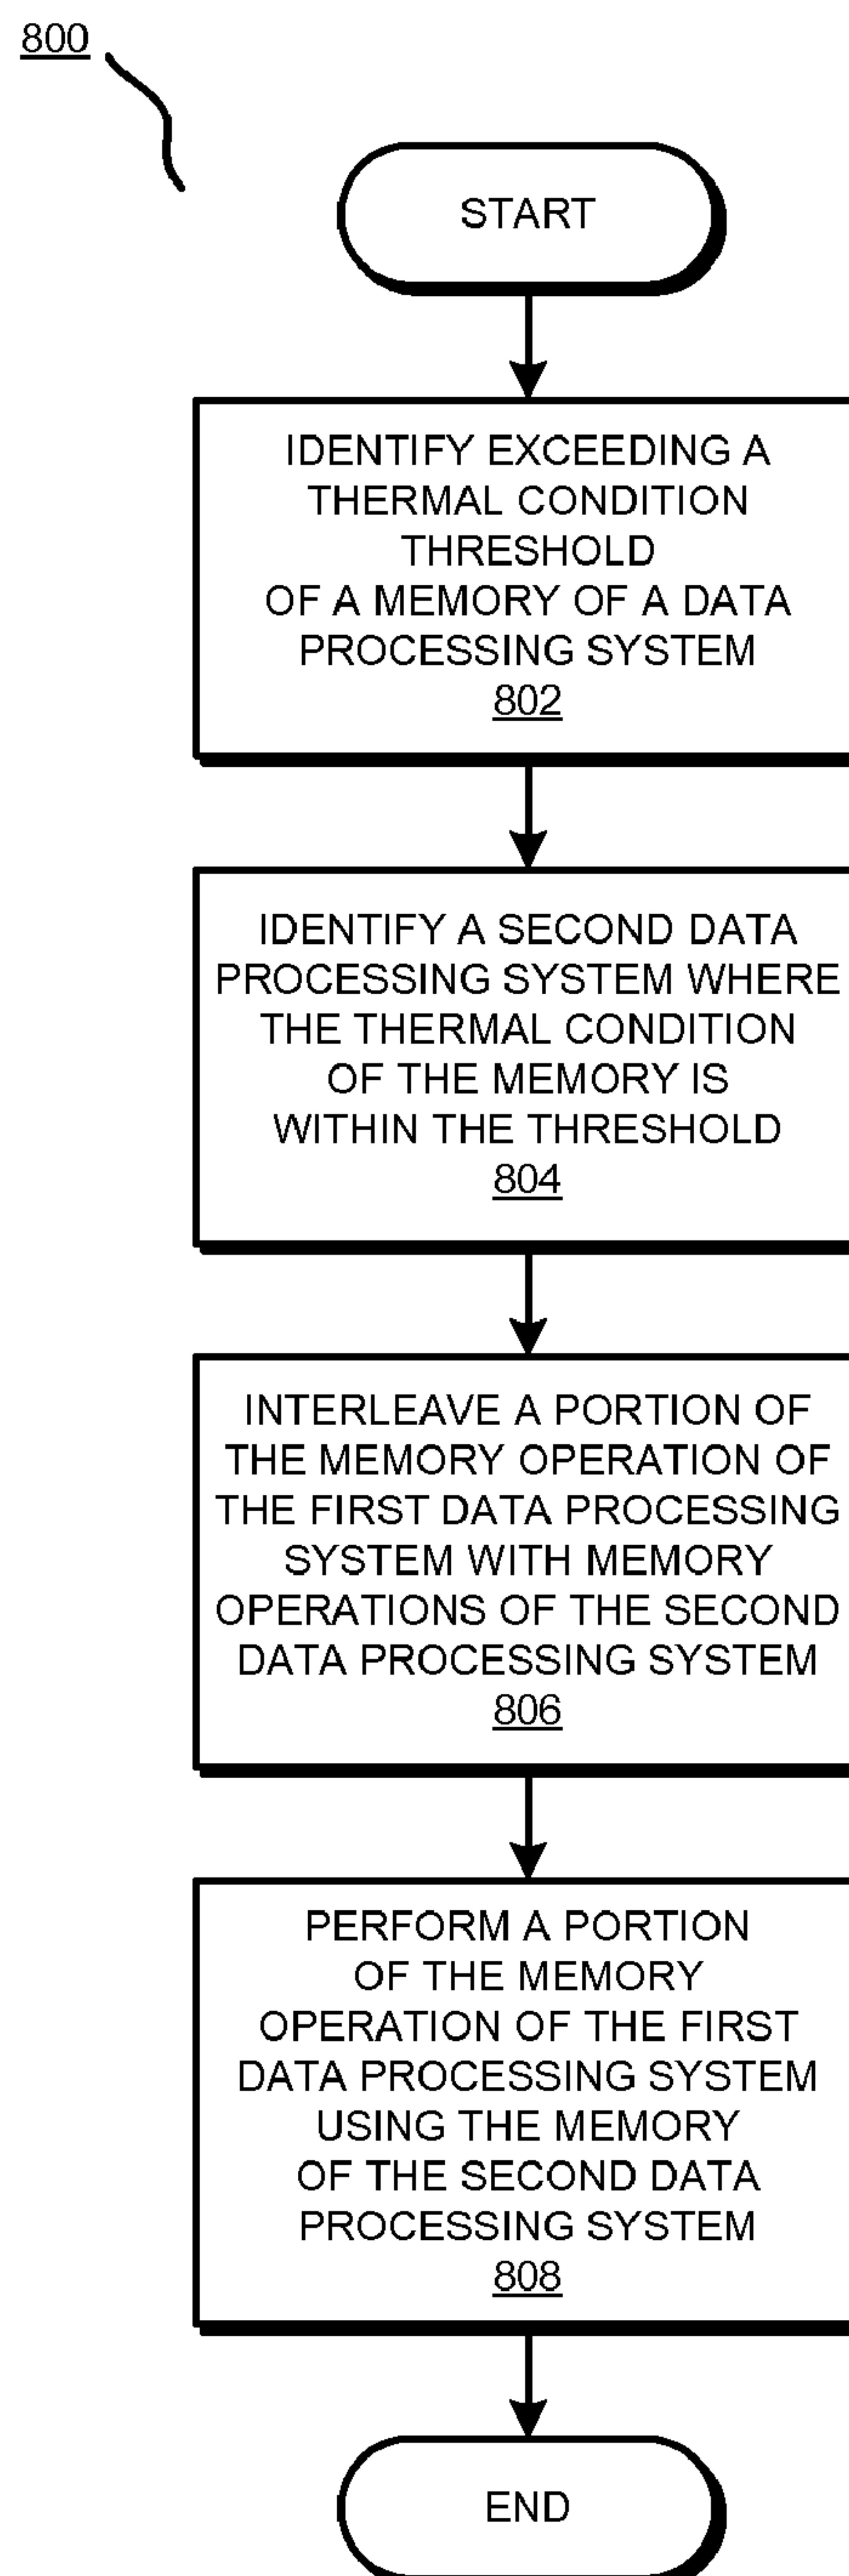 800
START
IDENTIFY EXCEEDING A
THERMAL CONDITION
THRESHOLD
OF A MEMORY OF A DATA
PROCESSING SYSTEM
802
IDENTIFY A SECOND DATA
PROCESSING SYSTEM WHERE
THE THERMAL CONDITION
OF THE MEMORY IS
WITHIN THE THRESHOLD
804
INTERLEAVE A PORTION OF
THE MEMORY OPERATION OF
THE FIRST DATA PROCESSING
SYSTEM WITH MEMORY
OPERATIONS OF THE SECOND
DATA PROCESSING SYSTEM
806
PERFORM A PORTION
OF THE MEMORY
OPERATION OF THE FIRST
DATA PROCESSING SYSTEM
USING THE MEMORY
OF THE SECOND DATA
PROCESSING SYSTEM
808
END